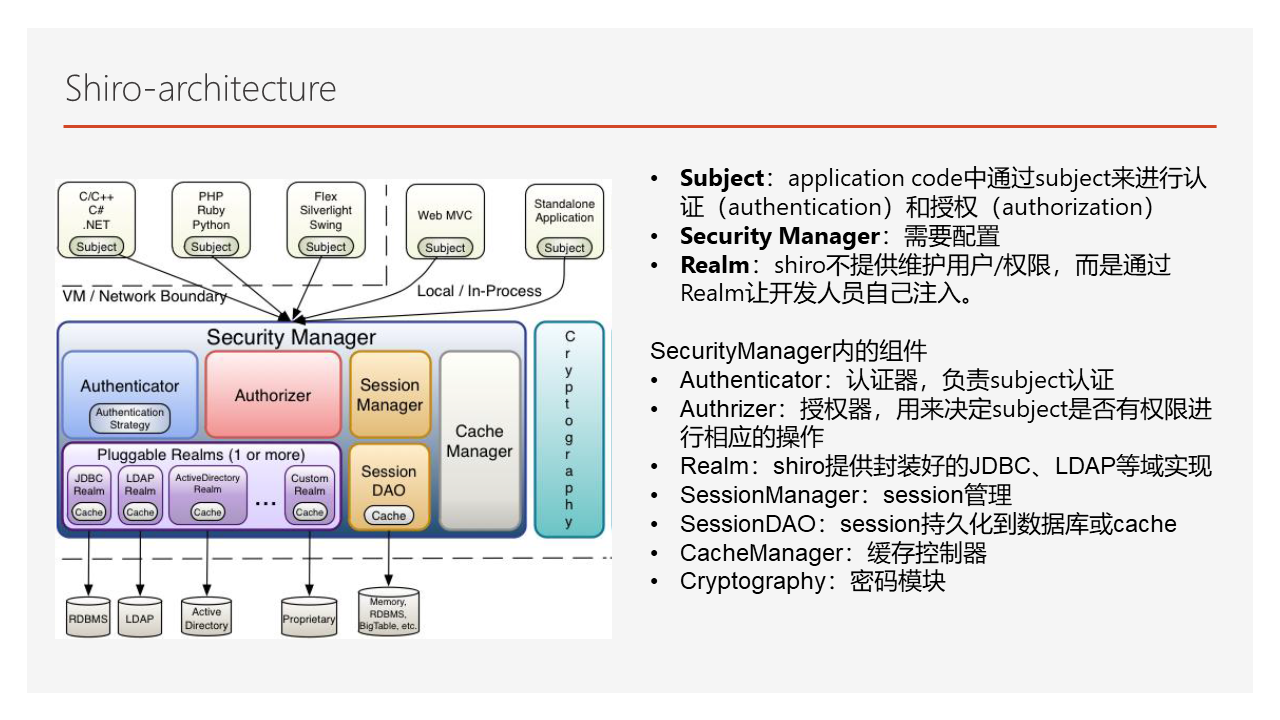 Shiro-architecture
C/C++
C#
.NET
Subject
PHP
Ruby
Python
Subject
Flex
Silverlight
Swing
Subject
Web MVC
Subject
Standalone
Application
Subject
VM / Network Boundary
Local / In-Process
Security Manager
Authenticator
Authentication
Strategy
Authorizer
Session
Manager
Cache
Manager
Cryptography
Pluggable Realms (1 or more)
JDBC
Realm
Cache
LDAP
Realm
Cache
ActiveDirectory
Realm
Cache
...
Custom
Realm
Cache
Session
DAO
Cache
RDBMS
LDAP
Active
Directory
Proprietary
Memory,
RDBMS,
BigTable, etc.
• Subject：application code中通过subject来进行认
证（authentication）和授权（authorization）
• Security Manager：需要配置
• Realm：shiro不提供维护用户/权限，而是通过
Realm让开发人员自己注入。
SecurityManager内的组件
• Authenticator：认证器，负责subject认证
• Authrizer：授权器，用来决定subject是否有权限进
行相应的操作
• Realm：shiro提供封装好的JDBC、LDAP等域实现
• SessionManager：session管理
• SessionDAO：session持久化到数据库或cache
• CacheManager：缓存控制器
• Cryptography：密码模块